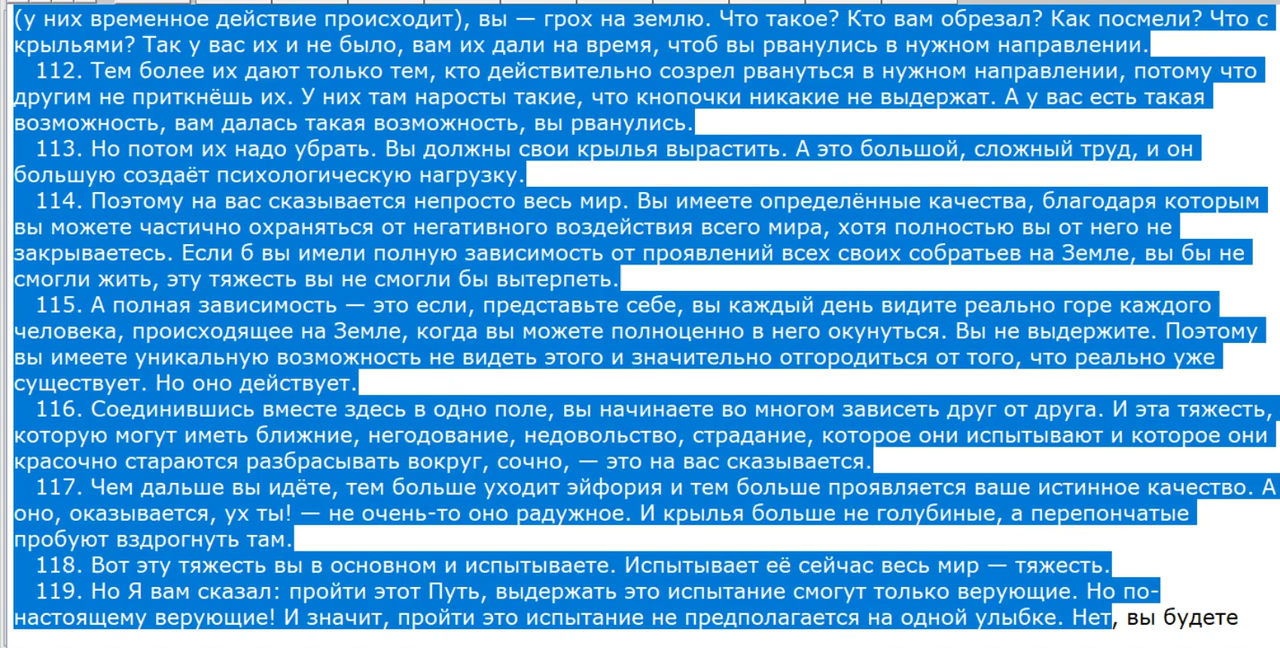 (у них временное действие происходит), вы — грох на землю. Что такое? Кто вам обрезал? Как посмели? Что с
крыльями? Так у вас их и не было, вам их дали на время, чтоб вы рванулись в нужном направлении.
112. Тем более их дают только тем, кто действительно созрел рвануться в нужном направлении, потому что
другим не приткнёшь их. У них там наросты такие, что кнопочки никакие не выдержат. А у вас есть такая
возможность, вам далась такая возможность, вы рванулись.
113. Но потом их надо убрать. Вы должны свои крылья вырастить. А это большой, сложный труд, и он
большую создаёт психологическую нагрузку.
114. Поэтому на вас сказывается непросто весь мир. Вы имеете определённые качества, благодаря которым
вы можете частично охраняться от негативного воздействия всего мира, хотя полностью вы от него не
закрываетесь. Если б вы имели полную зависимость от проявлений всех своих собратьев на Земле, вы бы не
смогли жить, эту тяжесть вы не смогли бы вытерпеть.
115. А полная зависимость — это если, представьте себе, вы каждый день видите реально горе каждого
человека, происходящее на Земле, когда вы можете полноценно в него окунуться. Вы не выдержите. Поэтому
вы имеете уникальную возможность не видеть этого и значительно отгородиться от того, что реально уже
существует. Но оно действует.
116. Соединившись вместе здесь в одно поле, вы начинаете во многом зависеть друг от друга. И эта тяжесть,
которую могут иметь ближние, негодование, недовольство, страдание, которое они испытывают и которое они
красочно стараются разбрасывать вокруг, сочно, — это на вас сказывается.
117. Чем дальше вы идёте, тем больше уходит эйфория и тем больше проявляется ваше истинное качество. А
оно, оказывается, ух ты! — не очень-то оно радужное. И крылья больше не голубиные, а перепончатые
пробуют вздрогнуть там.
118. Вот эту тяжесть вы в основном и испытываете. Испытывает её сейчас весь мир — тяжесть.
119. Но Я вам сказал: пройти этот Путь, выдержать это испытание смогут только верующие. Но по-
настоящему верующие! И значит, пройти это испытание не предполагается на одной улыбке. Нет, вы будете